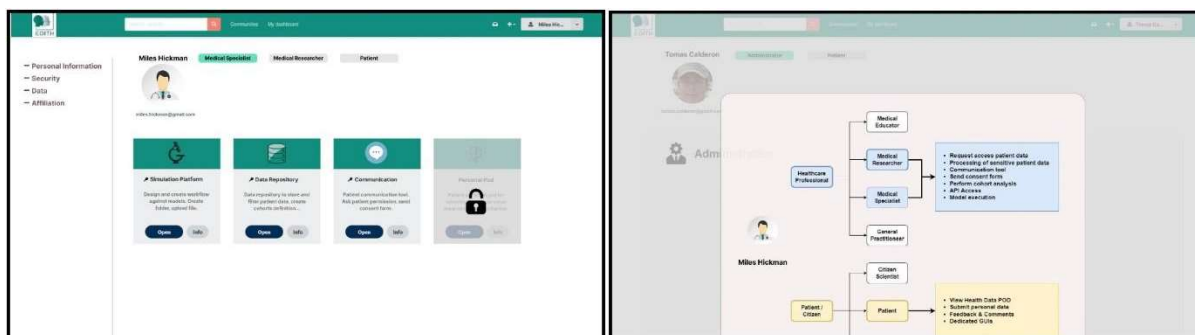 EDITH
Communities
My dashboard
Miles Hic...
Personal Information
Security
Data
Affiliation
Miles Hickman
Medical Specialist
Medical Researcher
Patient
miles.hickman@gmail.com
Simulation Platform
Design and create workflow
against models. Create
folder, upload file.
Open
Info
Data Repository
Data repository to store and
filter patient data, create
cohorts definition...
Open
Info
Communication
Patient communication tool.
Ask patient permission, send
consent form.
Open
Info
Personal Pod
Open
Info
Tomas Calderon
Administrator
Patient
Adm
Healthcare
Professional
Medical
Educator
Medical
Researcher
Medical
Specialist
General
Practitioner
• Request access patient data
• Processing of sensitive patient data
• Communication tool
• Send consent form
• Perform cohort analysis
• API Access
• Model execution
Miles Hickman
Patient /
Citizen
Citizen
Scientist
Patient
• View Health Data POD
• Submit personal data
• Feedback & Comments
• Dedicated GUIs